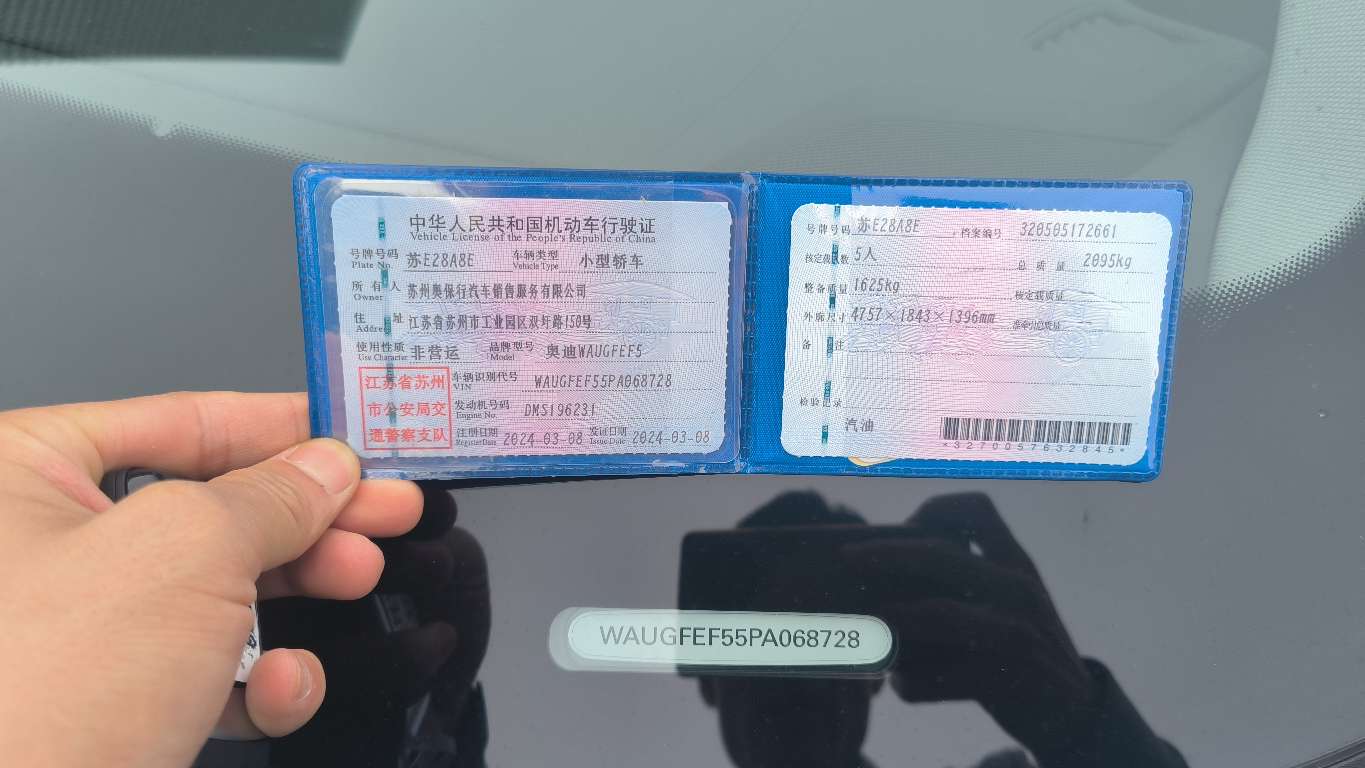 中华人民共和国机动车行驶证
Vehicle License of the People's Republic of China
号牌号码 苏E28A8E 车辆类型 小型轿车
Plate No. Vehicle Type
所有人 苏州奥保行汽车销售服务有限公司
Owner
住址 江苏省苏州市工业园区双圩路150号
Address
使用性质 非营运 品牌型号 奥迪WAUGFEF5
Use Character Model
江苏省苏州
市公安局交
通警察支队
车辆识别代号 WAUGFEF55PA068728
VIN
发动机号码 DMS196231
Engine No.
注册日期 2024-03-08 发证日期 2024-03-08
Register Date Issue Date
号牌号码 苏E28A8E 档案编号 320505172661
核定载人数 5人 总质量 2095kg
整备质量 1625kg 核定载质量 --
外廓尺寸 4757×1843×1396mm 准牵引总质量 --
备注
检验记录
汽油
*3270057632845*
WAUGFEF55PA068728